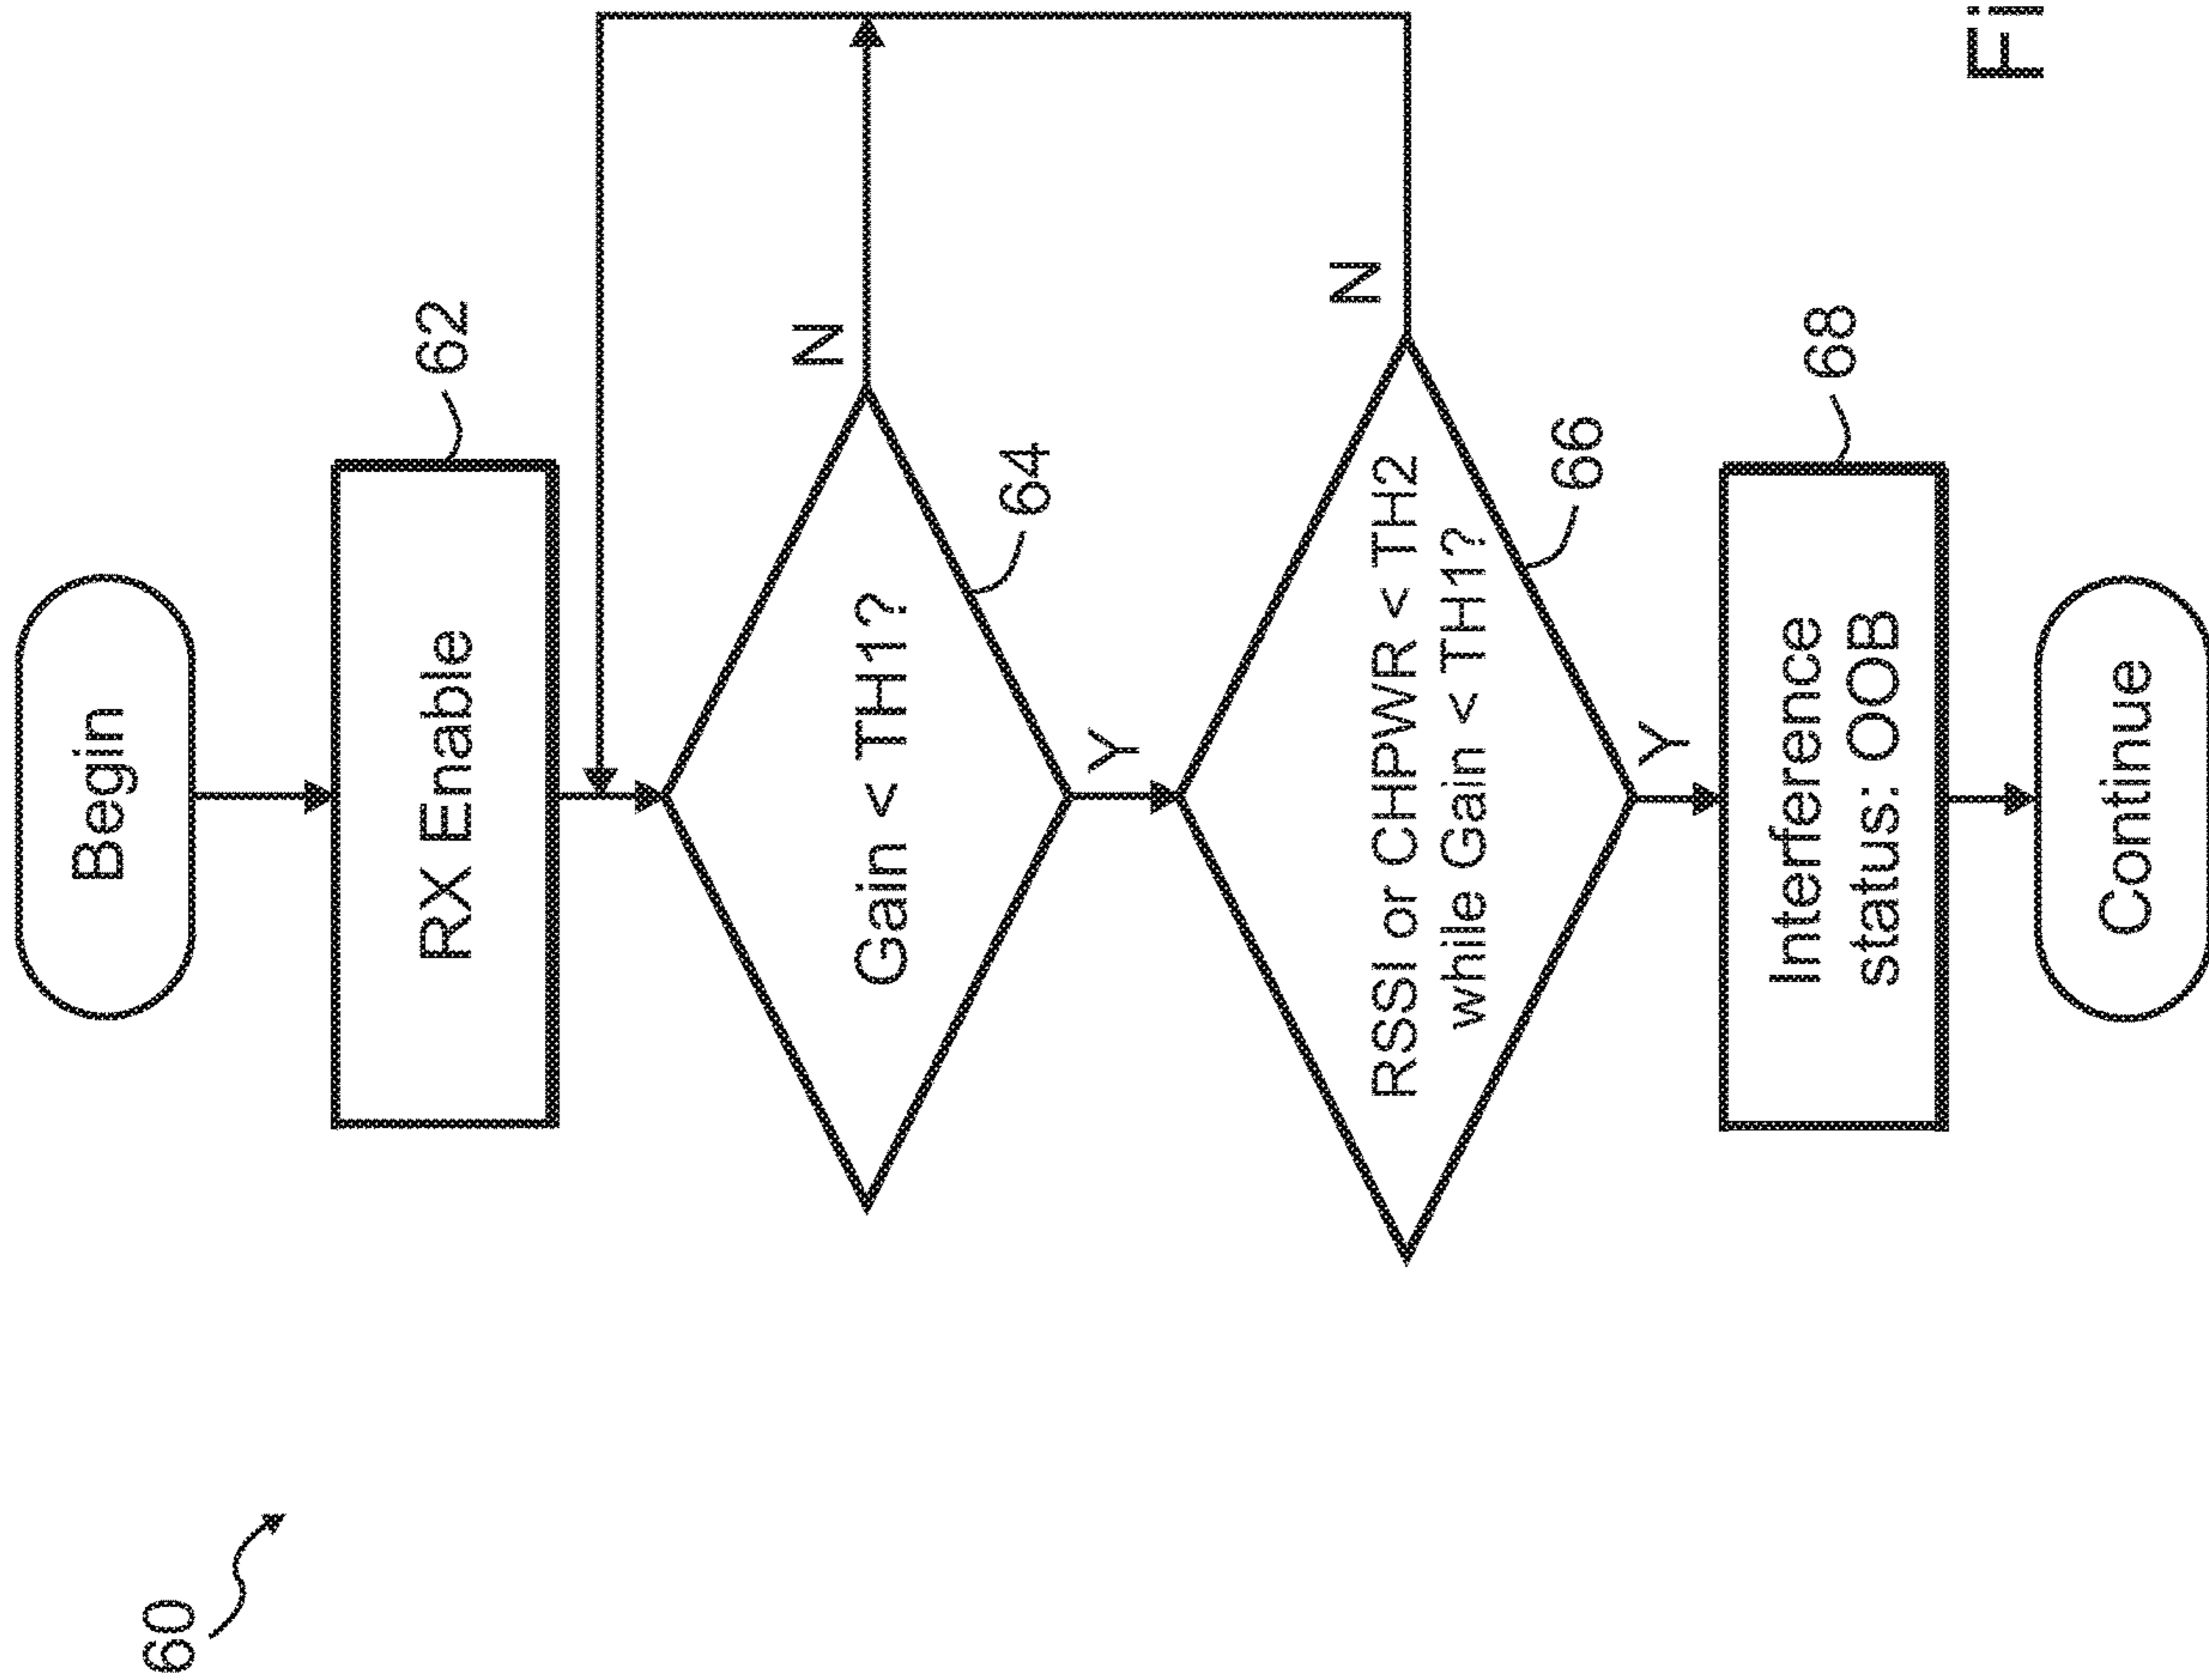 60
Begin
RX Enable
62
Gain < TH1?
64
N
Y
RSSI or CHPWR < TH2
while Gain < TH1?
66
N
Y
Interference
status: OOB
68
Continue
Fi